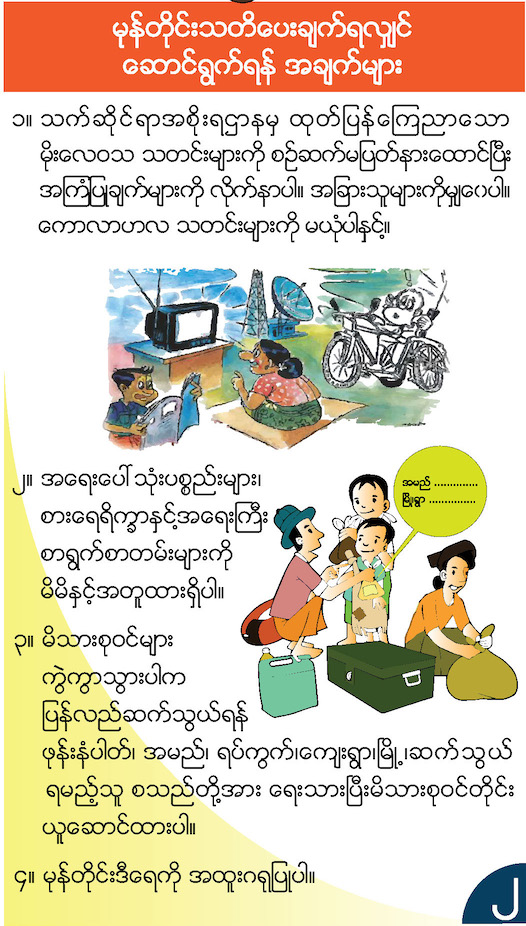 မုန်တိုင်းသတိပေးချက်ရလျှင်
ဆောင်ရွက်ရန် အချက်များ
၁။ သက်ဆိုင်ရာအစိုးရဌာနမှ ထုတ်ပြန်ကြေညာသော
မိုးလေဝသ သတင်းများကို စဉ်ဆက်မပြတ်နားထောင်ပြီး
အကြံပြုချက်များကို လိုက်နာပါ။ အခြားသူများကိုမျှဝေပါ။
ကောလာဟလ သတင်းများကို မယုံပါနှင့်။
၂။ အရေးပေါ် သုံးပစ္စည်းများ၊
စားရေရိက္ခာနှင့်အရေးကြီး
စာရွက်စာတမ်းများကို
မိမိနှင့်အတူထားရှိပါ။
အမည် ..............
မြို့ရွာ ...............
၃။ မိသားစုဝင်များ
ကွဲကွာသွားပါက
ပြန်လည်ဆက်သွယ်ရန်
ဖုန်းနံပါတ်၊ အမည်၊ ရပ်ကွက်၊ကျေးရွာ၊မြို့၊ဆက်သွယ်
ရမည့်သူ စသည်တို့အား ရေးသားပြီးမိသားစုဝင်တိုင်း
ယူဆောင်ထားပါ။
၄။ မုန်တိုင်းဒီရေကို အထူးဂရုပြုပါ။
၂